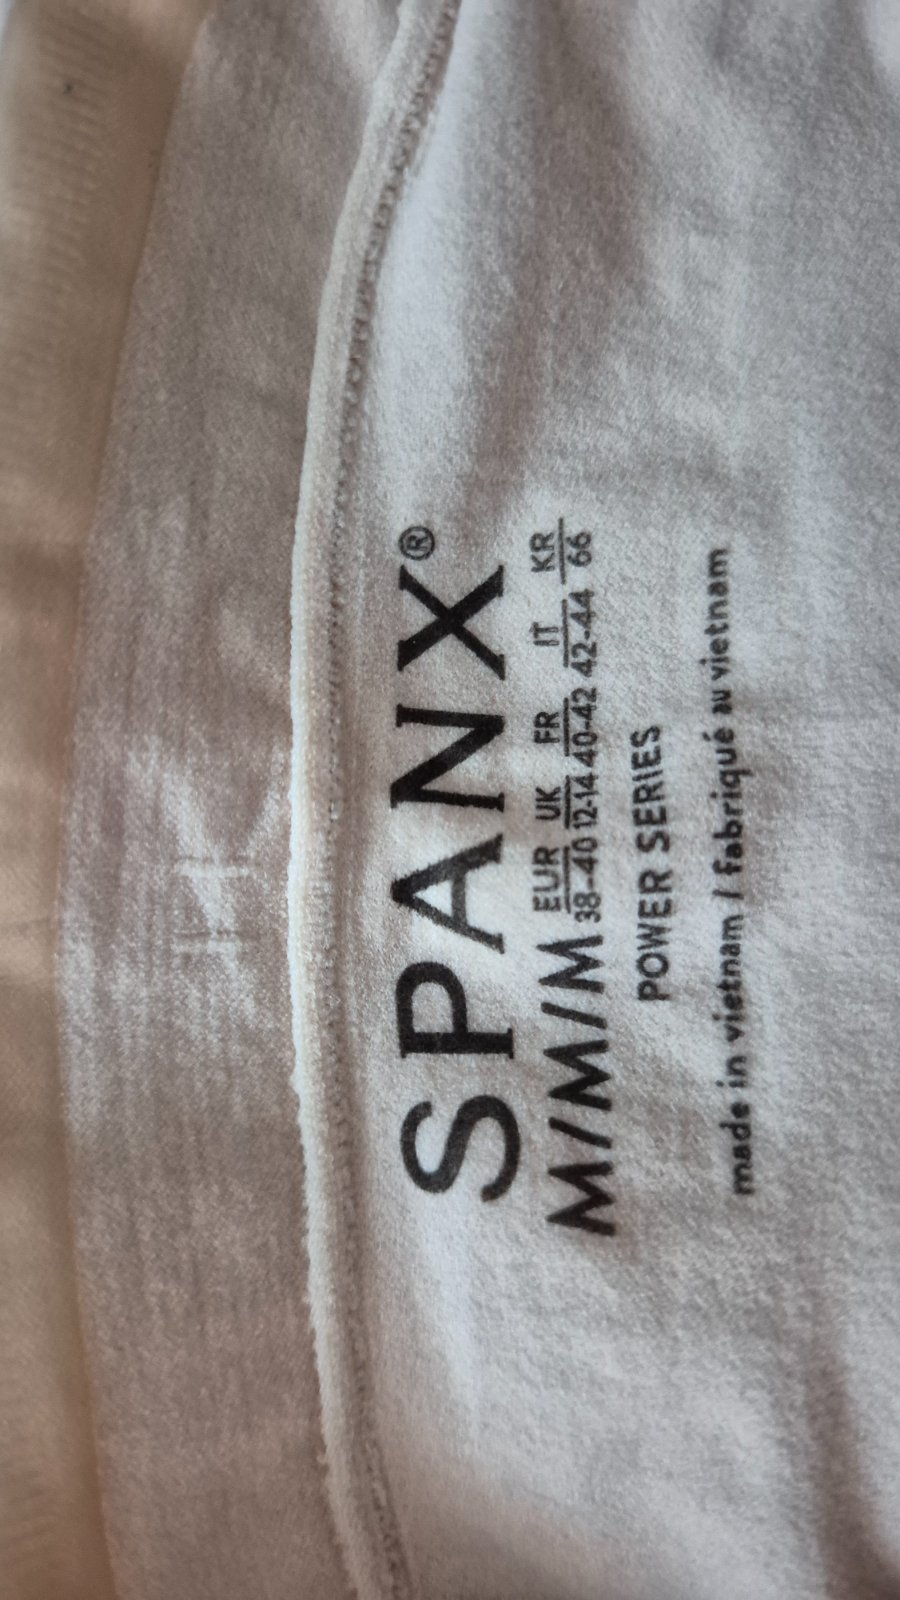 SPANX®
M/M/M EUR UK FR IT KR
38-40 12-14 40-42 42-44 66
POWER SERIES
made in vietnam / fabriqué au vietnam